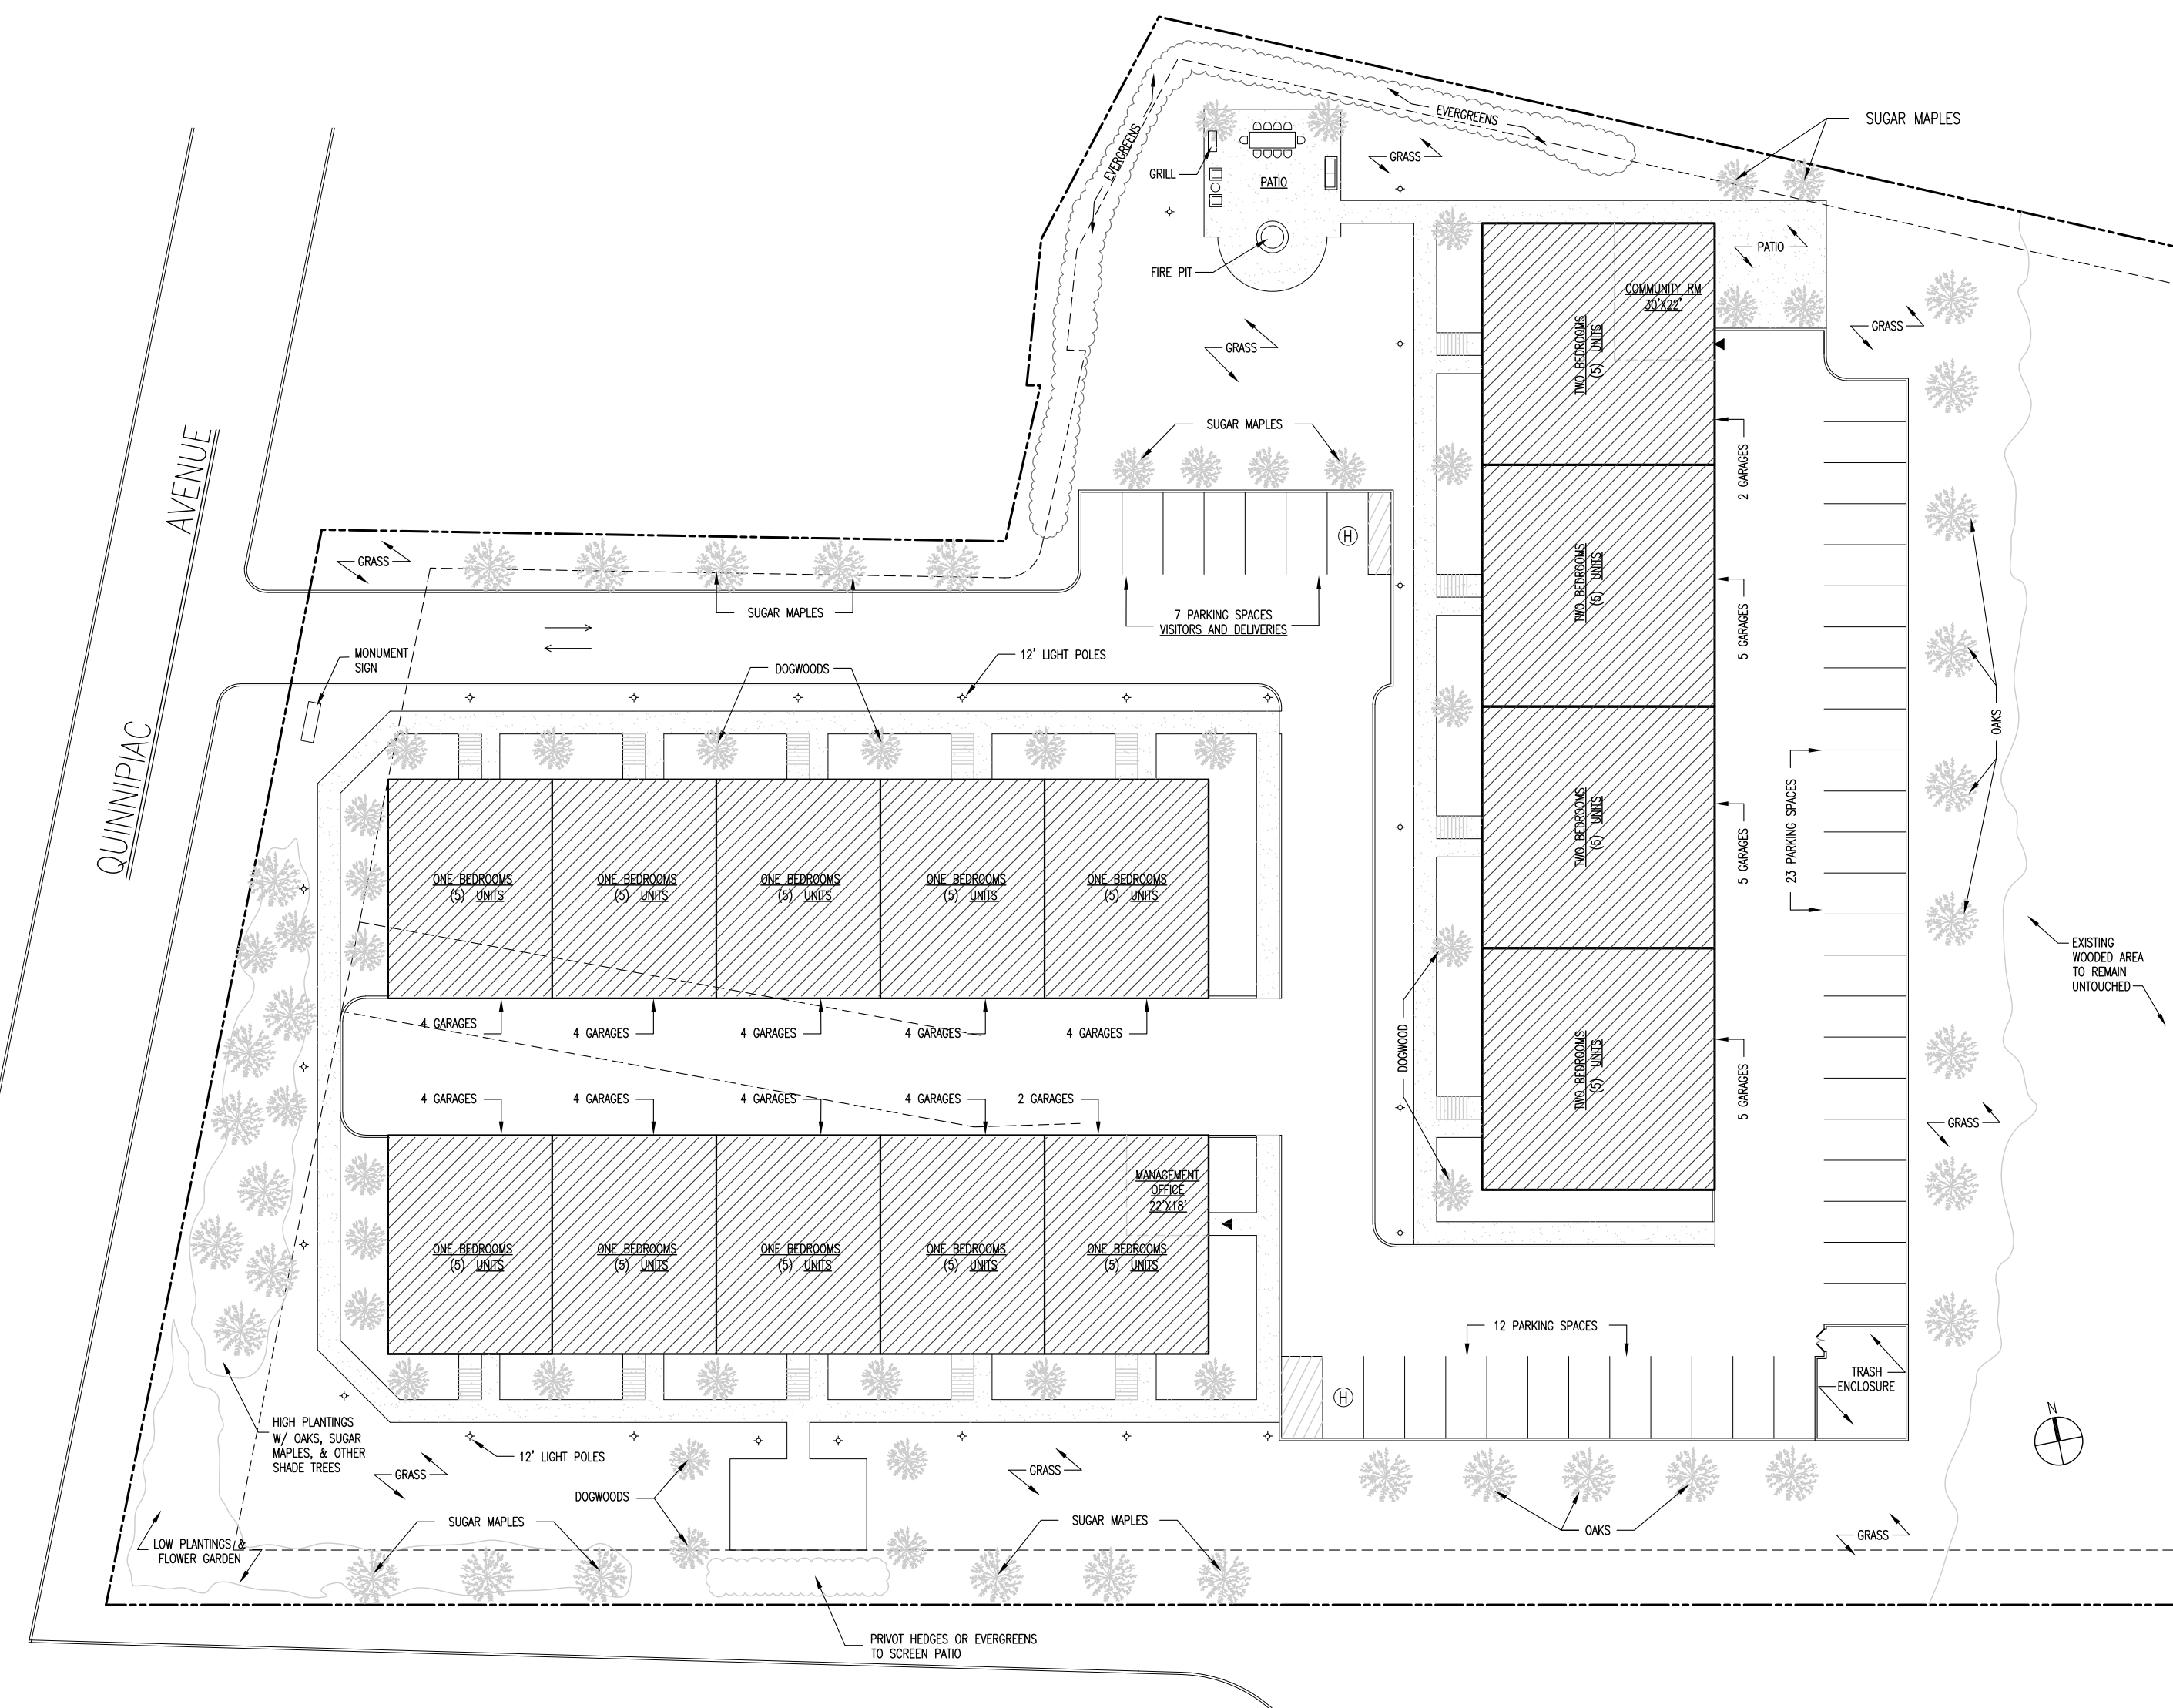 EVERGREENS
SUGAR MAPLES
EVERGREENS
GRASS
GRILL
PATIO
PATIO
FIRE PIT
COMMUNITY RM
30'X22'
GRASS
GRASS
TWO BEDROOMS
(5) UNITS
SUGAR MAPLES
2 GARAGES
QUINNIPIAC AVENUE
GRASS
H
SUGAR MAPLES
7 PARKING SPACES
VISITORS AND DELIVERIES
TWO BEDROOMS
(5) UNITS
5 GARAGES
MONUMENT
SIGN
DOGWOODS
12' LIGHT POLES
OAKS
ONE BEDROOMS
(5) UNITS
ONE BEDROOMS
(5) UNITS
ONE BEDROOMS
(5) UNITS
ONE BEDROOMS
(5) UNITS
ONE BEDROOMS
(5) UNITS
TWO BEDROOMS
(5) UNITS
5 GARAGES
23 PARKING SPACES
EXISTING
WOODED AREA
TO REMAIN
UNTOUCHED
4 GARAGES
4 GARAGES
4 GARAGES
4 GARAGES
4 GARAGES
DOGWOOD
TWO BEDROOMS
(5) UNITS
5 GARAGES
4 GARAGES
4 GARAGES
4 GARAGES
4 GARAGES
2 GARAGES
GRASS
MANAGEMENT
OFFICE
22'X18'
ONE BEDROOMS
(5) UNITS
ONE BEDROOMS
(5) UNITS
ONE BEDROOMS
(5) UNITS
ONE BEDROOMS
(5) UNITS
ONE BEDROOMS
(5) UNITS
12 PARKING SPACES
TRASH
ENCLOSURE
H
N
HIGH PLANTINGS
W/ OAKS, SUGAR
MAPLES, & OTHER
SHADE TREES
12' LIGHT POLES
GRASS
GRASS
DOGWOODS
SUGAR MAPLES
SUGAR MAPLES
OAKS
GRASS
LOW PLANTINGS &
FLOWER GARDEN
PRIVOT HEDGES OR EVERGREENS
TO SCREEN PATIO